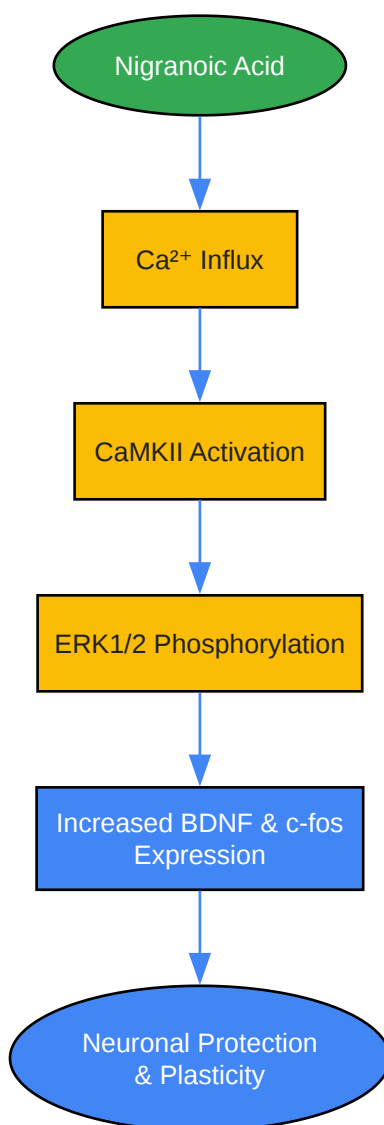 Nigranoic Acid
Ca²⁺ Influx
CaMKII Activation
ERK1/2 Phosphorylation
Increased BDNF & c-fos
Expression
Neuronal Protection
& Plasticity